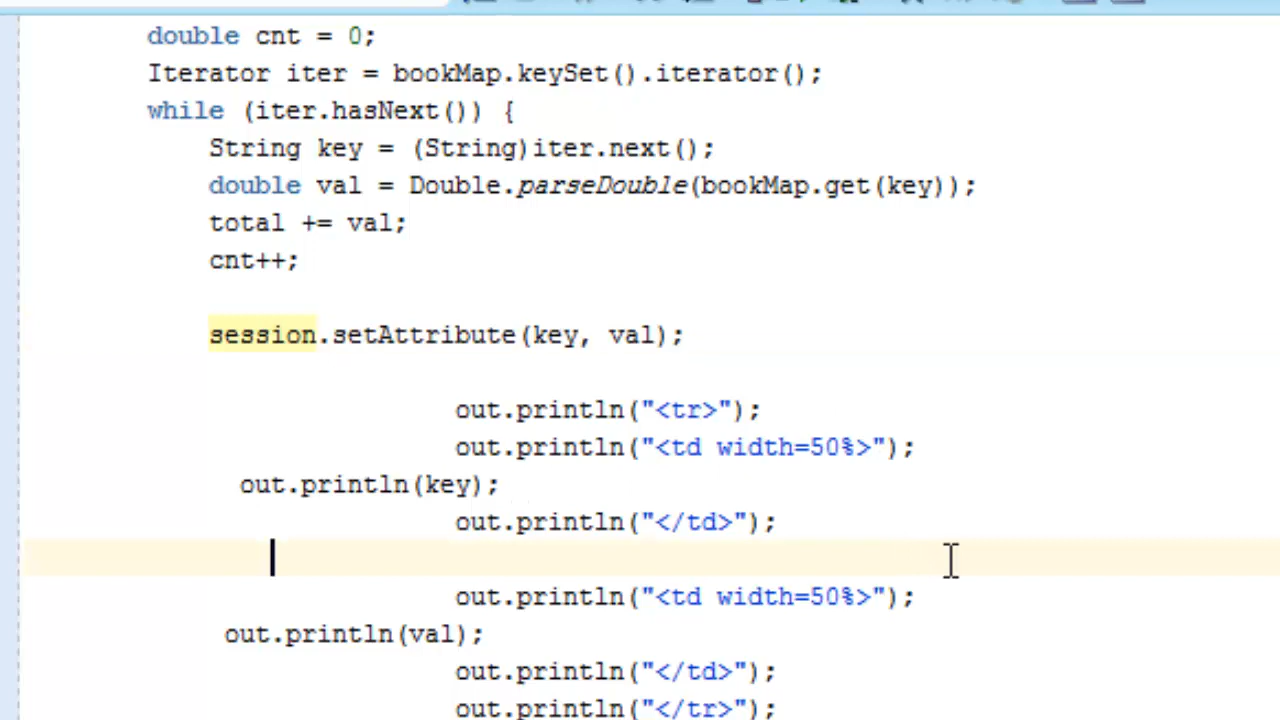 double cnt = 0;
Iterator iter = bookMap.keySet().iterator();
while (iter.hasNext()) {
String key = (String)iter.next();
double val = Double.parseDouble(bookMap.get(key));
total += val;
cnt++;
session.setAttribute(key, val);
out.println("<tr>");
out.println("<td width=50%>");
out.println(key);
out.println("</td>");
out.println("<td width=50%>");
out.println(val);
out.println("</td>");
out.println("</tr>");